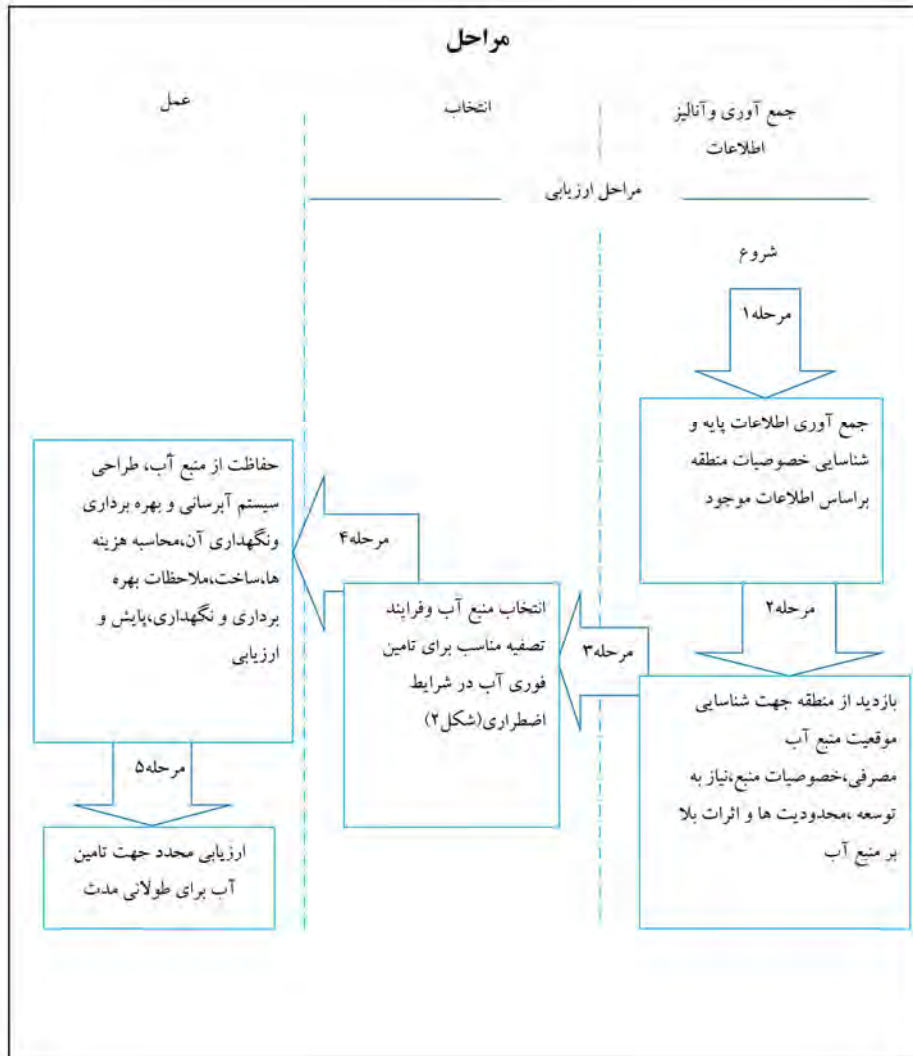 مراحل
جمع آوری وآنالیز
اطلاعات
انتخاب
عمل
مراحل ارزیابی
شروع
مرحله۱
جمع آوری اطلاعات پایه و
شناسایی خصوصیات منطقه
براساس اطلاعات موجود
مرحله۲
بازدید از منطقه جهت شناسایی
موقعیت منبع آب
مصرفی،خصوصیات منبع،نیاز به
توسعه ،محدودیت ها و اثرات بلا
بر منبع آب
مرحله۳
انتخاب منبع آب وفرایند
تصفیه مناسب برای تامین
فوری آب در شرایط
اضطراری(شکل۲)
مرحله۴
حفاظت از منبع آب، طراحی
سیستم آبرسانی و بهره برداری
ونگهداری آن،محاسبه هزینه
ها،ساخت،ملاحظات بهره
برداری و نگهداری،پایش و
ارزیابی
مرحله۵
ارزیابی مجدد جهت تامین
آب برای طولانی مدت